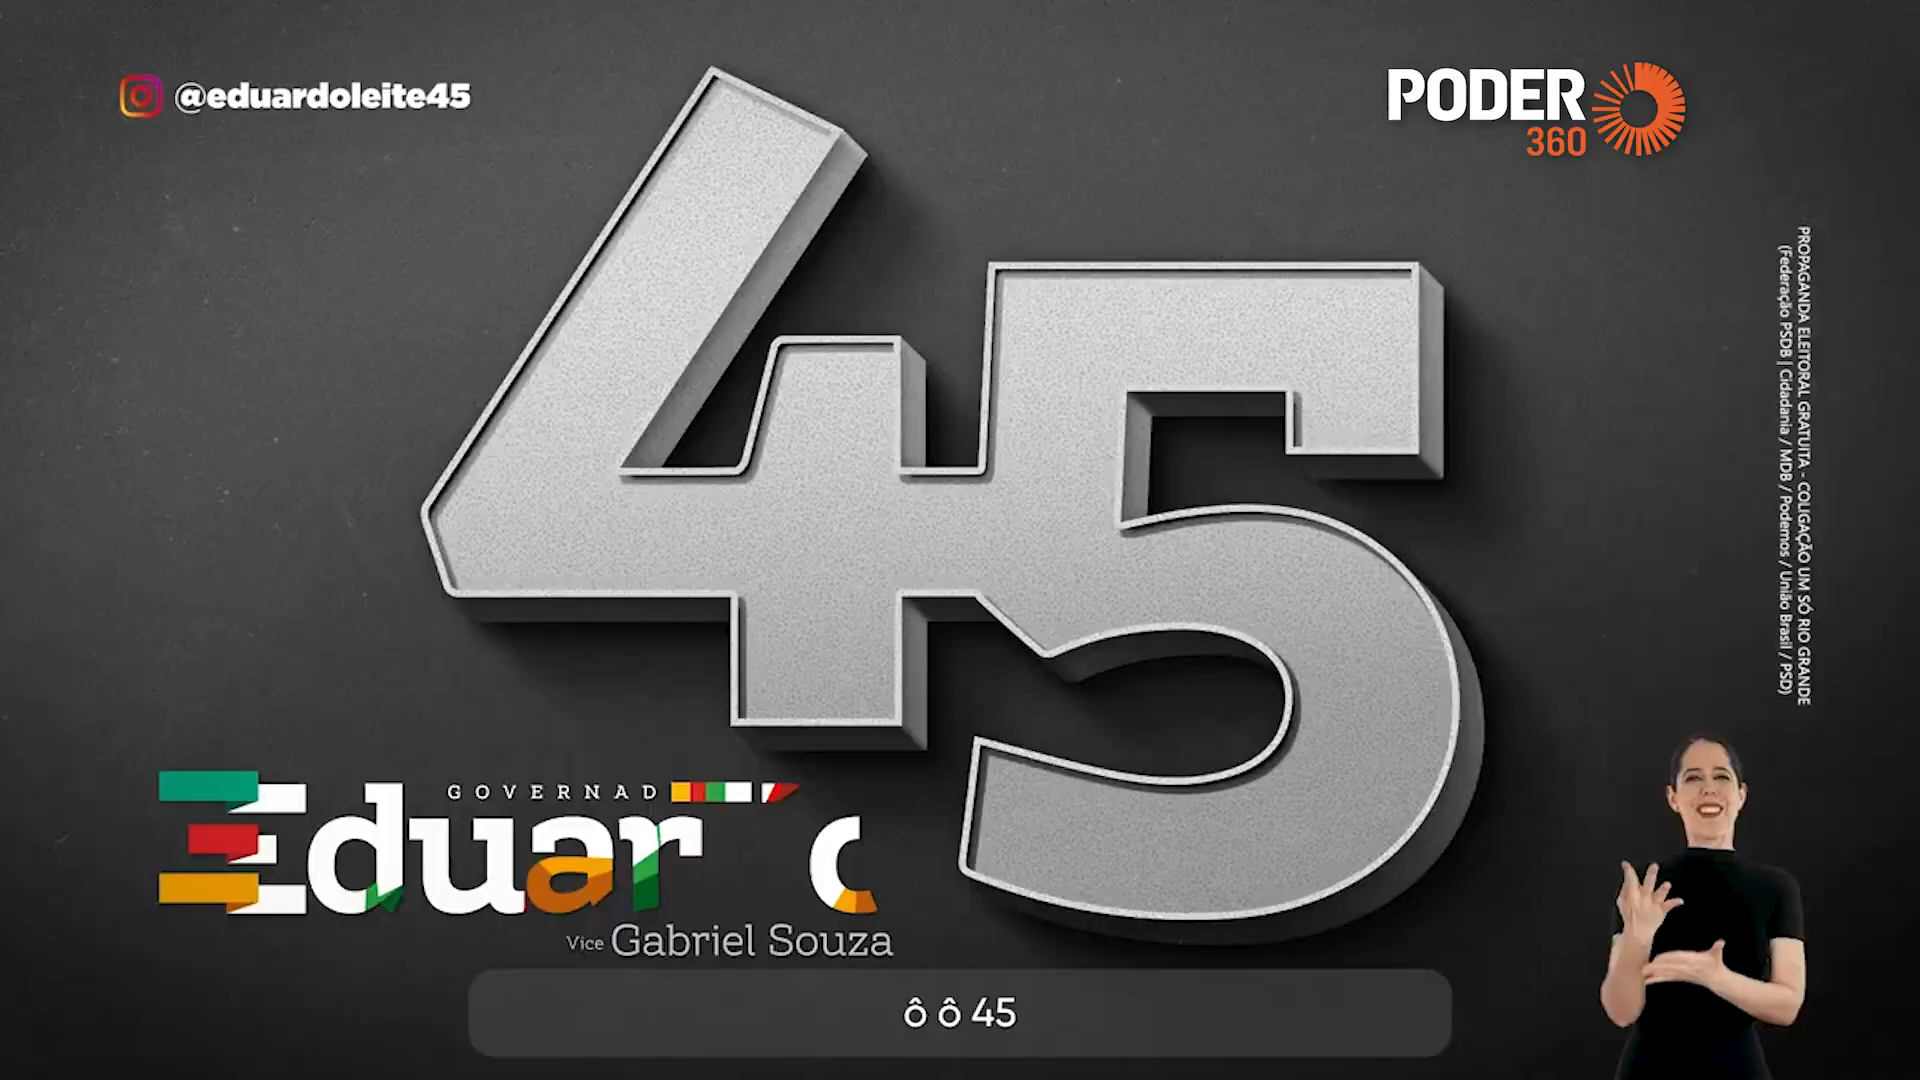 @eduardoleite45
PODER
360
PROPAGANDA ELEITORAL GRATUITA - COLIGAÇÃO UM SÓ RIO GRANDE
(Federação PSDB | Cidadania / MDB / Podemos / União Brasil / PSD)
45
GOVERNAD
Eduar
Vice Gabriel Souza
ô ô 45